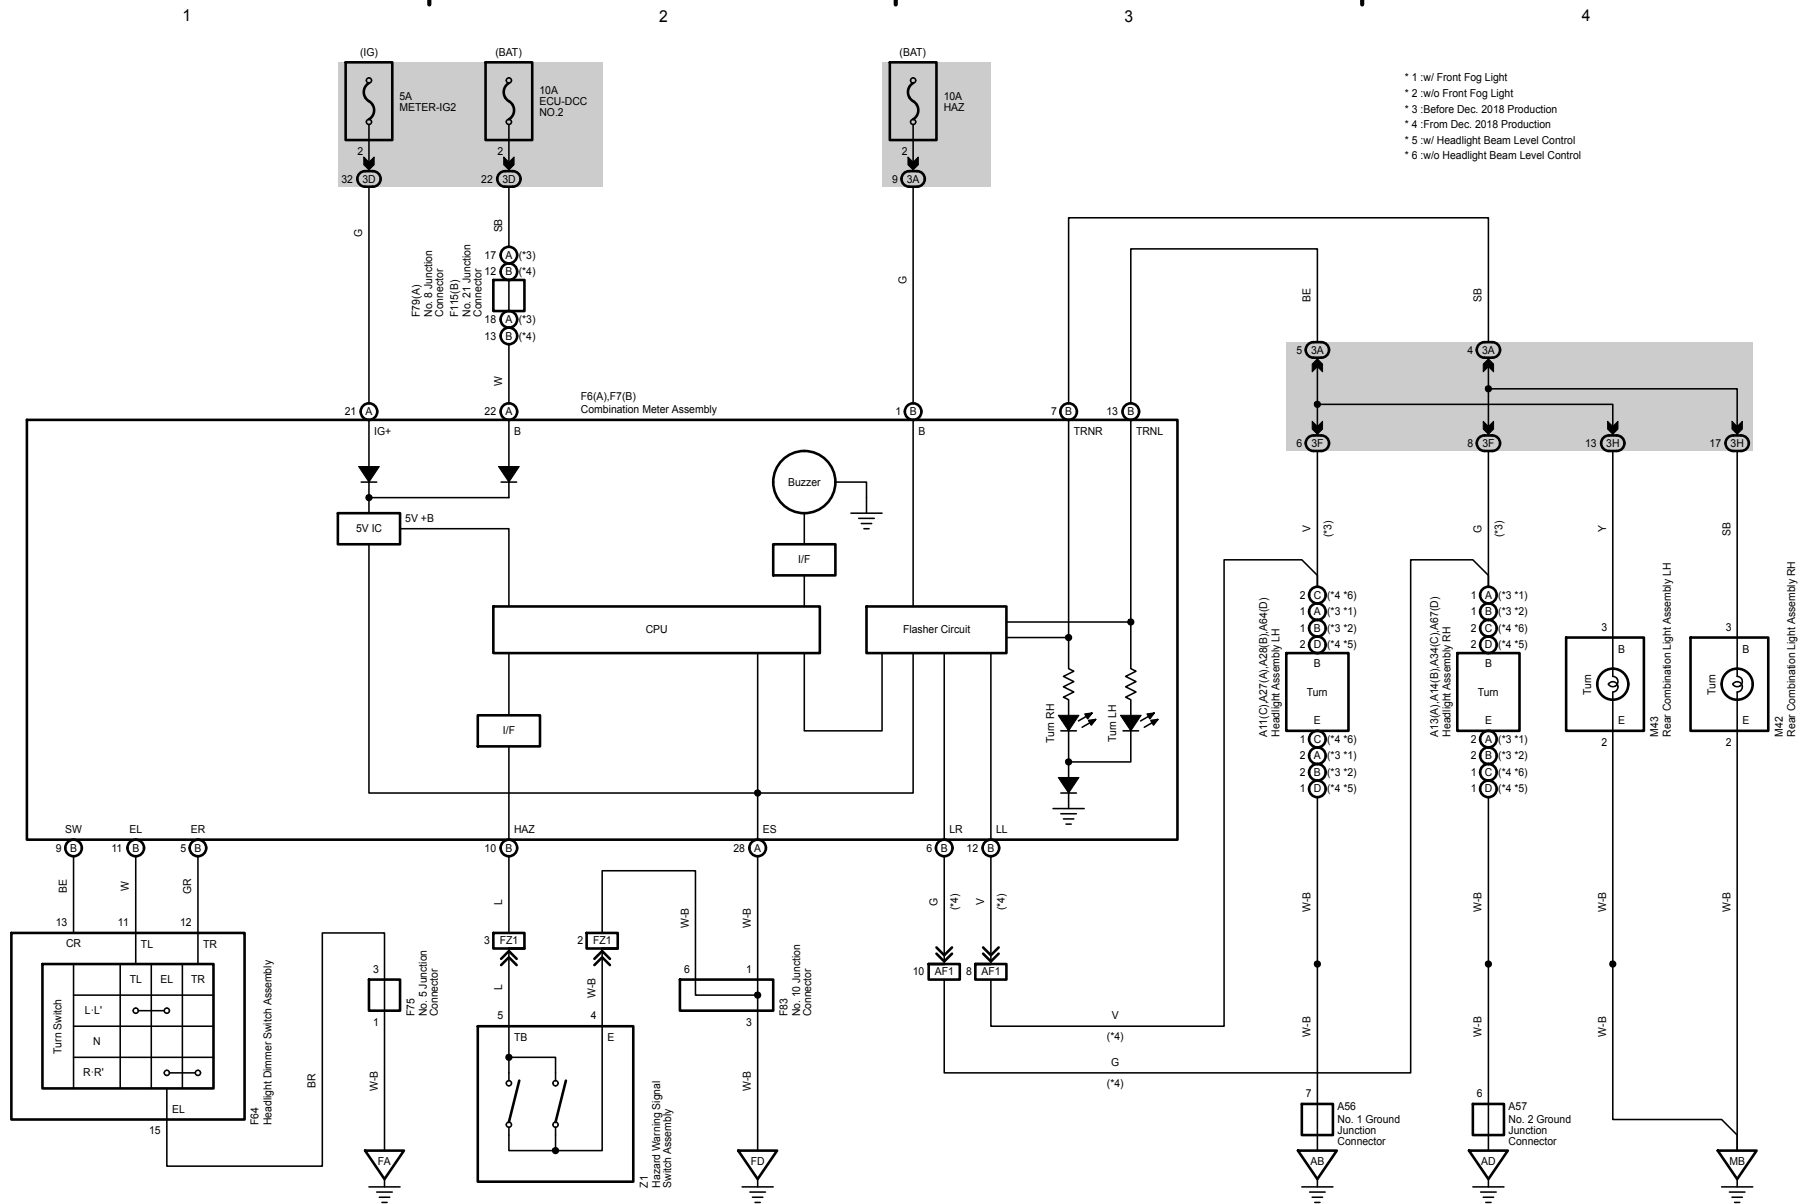 1
2
3
4
(IG)
(BAT)
(BAT)
5A
METER-IG2
10A
ECU-DCC
NO.2
10A
HAZ
* 1 :w/ Front Fog Light
* 2 :w/o Front Fog Light
* 3 :Before Dec. 2018 Production
* 4 :From Dec. 2018 Production
* 5 :w/ Headlight Beam Level Control
* 6 :w/o Headlight Beam Level Control
2
2
2
32 3D
22 3D
9 3A
G
SB
G
BE
SB
17 A (*3)
12 B (*4)
F79(A)
No. 8 Junction
Connector
F115(B)
No. 21 Junction
Connector
18 A (*3)
13 B (*4)
W
5 3A
4 3A
6 3F
8 3F
13 3H
17 3H
F6(A),F7(B)
Combination Meter Assembly
21 A
22 A
1 B
7 B
13 B
IG+
B
B
TRNR
TRNL
Buzzer
5V IC
5V +B
I/F
CPU
Flasher Circuit
I/F
Turn RH
Turn LH
V
(*3)
G
(*3)
Y
SB
2 C (*4 *6)
1 A (*3 *1)
1 B (*3 *2)
2 D (*4 *5)
B
Turn
E
1 C (*4 *6)
2 A (*3 *1)
2 B (*3 *2)
1 D (*4 *5)
A11(C),A27(A),A28(B),A64(D)
Headlight Assembly LH
1 A (*3 *1)
1 B (*3 *2)
2 C (*4 *6)
2 D (*4 *5)
B
Turn
E
2 A (*3 *1)
2 B (*3 *2)
1 C (*4 *6)
1 D (*4 *5)
A13(A),A14(B),A34(C),A67(D)
Headlight Assembly RH
3
B
Turn
E
2
M43
Rear Combination Light Assembly LH
3
B
Turn
E
2
M42
Rear Combination Light Assembly RH
SW
EL
ER
HAZ
ES
LR
LL
9 B
11 B
5 B
10 B
28 A
6 B
12 B
BE
W
GR
L
W-B
W-B
G
(*4)
V
(*4)
W-B
W-B
W-B
W-B
13
11
12
CR
TL
TR
TL
EL
TR
Turn Switch
L·L'
N
R·R'
EL
15
F64
Headlight Dimmer Switch Assembly
BR
3
1
F75
No. 5 Junction
Connector
W-B
FA
3 FZ1
2 FZ1
L
W-B
5
4
TB
E
Z1
Hazard Warning Signal
Switch Assembly
6
1
3
F83
No. 10 Junction
Connector
W-B
FD
10 AF1
8 AF1
V
(*4)
G
(*4)
W-B
W-B
W-B
7
A56
No. 1 Ground
Junction
Connector
6
A57
No. 2 Ground
Junction
Connector
AB
AD
MB